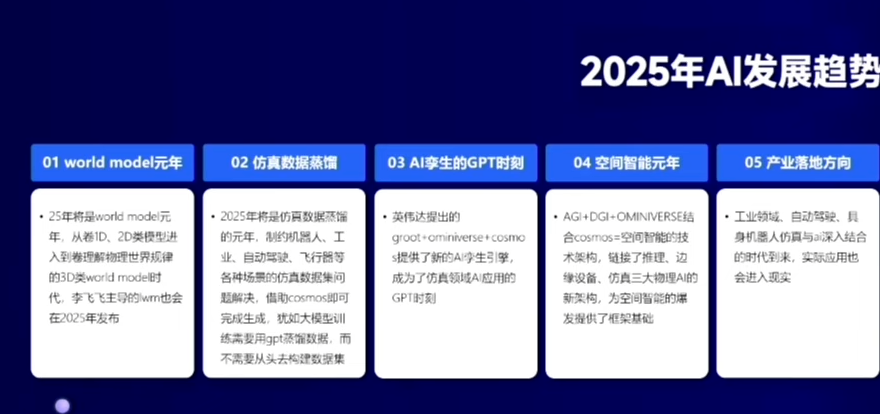 2025年AI发展趋势
01 world model元年
• 25年将是world model元
年，从卷1D、2D类模型进
入到卷理解物理世界规律
的3D类world model时
代，李飞飞主导的lwm也会
在2025年发布
02 仿真数据蒸馏
• 2025年将是仿真数据蒸馏
的元年，制约机器人、工
业、自动驾驶、飞行器等
各种场景的仿真数据集问
题解决，借助cosmos即可
完成生成，犹如大模型训
练需要用gpt蒸馏数据，而
不需要从头去构建数据集
03 AI孪生的GPT时刻
• 英伟达提出的
groot+ominiverse+cosmo
s提供了新的AI孪生引擎，
成为了仿真领域AI应用的
GPT时刻
04 空间智能元年
• AGI+DGI+OMINIVERSE结
合cosmos=空间智能的技
术架构，链接了推理、边
缘设备、仿真三大物理AI的
新架构，为空间智能的爆
发提供了框架基础
05 产业落地方向
• 工业领域、自动驾驶、具
身机器人仿真与ai深入结合
的时代到来，实际应用也
会进入现实